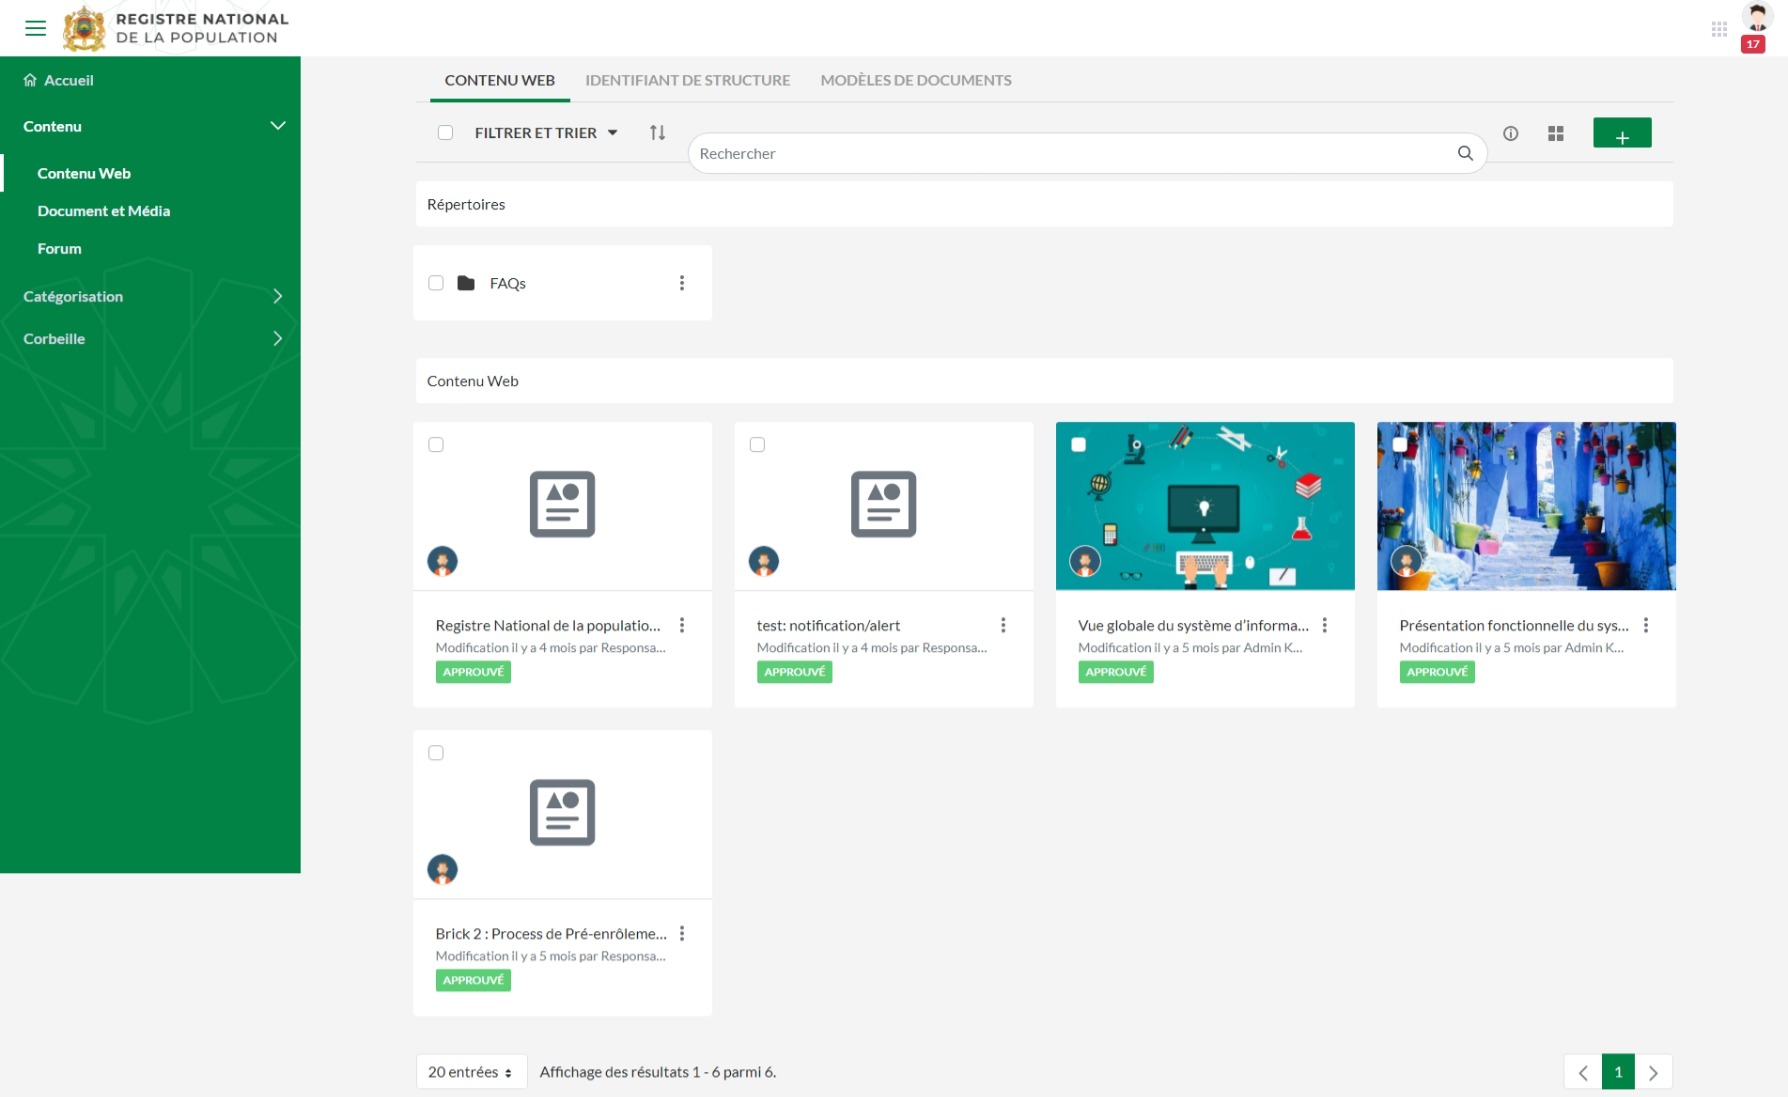 REGISTRE NATIONAL
DE LA POPULATION
17
Accueil
Contenu
Contenu Web
Document et Média
Forum
Catégorisation
Corbeille
CONTENU WEB IDENTIFIANT DE STRUCTURE MODÈLES DE DOCUMENTS
FILTRER ET TRIER
Rechercher
Répertoires
FAQs
Contenu Web
Registre National de la populatio...
Modification il y a 4 mois par Responsa...
APPROUVÉ
test: notification/alert
Modification il y a 4 mois par Responsa...
APPROUVÉ
Vue globale du système d'informa...
Modification il y a 5 mois par Admin K...
APPROUVÉ
Présentation fonctionnelle du sys...
Modification il y a 5 mois par Admin K...
APPROUVÉ
Brick 2 : Process de Pré-enrôleme...
Modification il y a 5 mois par Responsa...
APPROUVÉ
20 entrées Affichage des résultats 1 - 6 parmi 6.
1